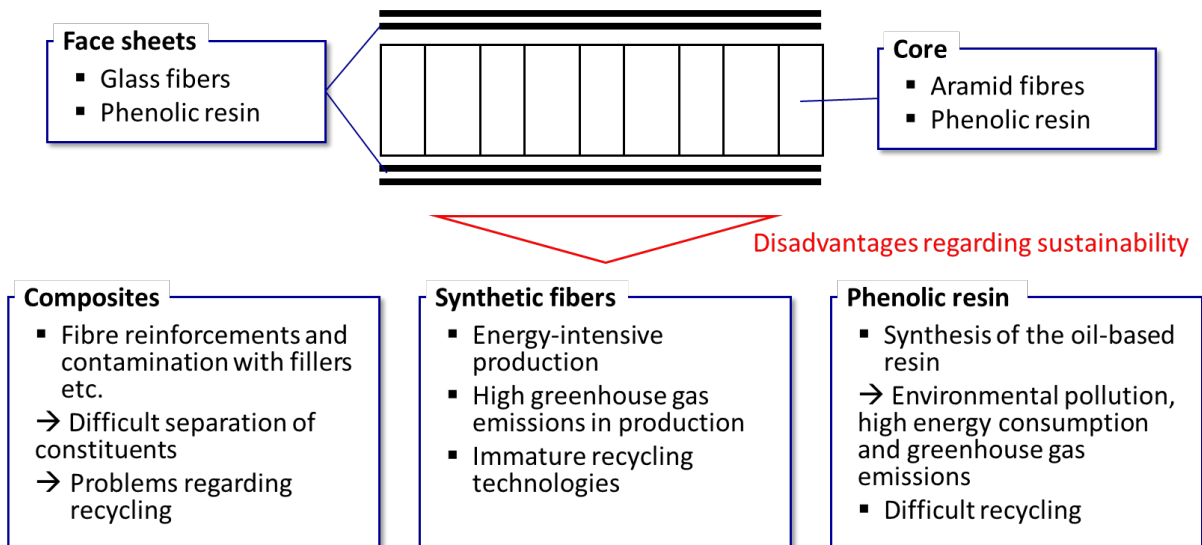 Face sheets
▪ Glass fibers
▪ Phenolic resin
Core
▪ Aramid fibres
▪ Phenolic resin
Disadvantages regarding sustainability
Composites
▪ Fibre reinforcements and
contamination with fillers
etc.
→ Difficult separation of
constituents
→ Problems regarding
recycling
Synthetic fibers
▪ Energy-intensive
production
▪ High greenhouse gas
emissions in production
▪ Immature recycling
technologies
Phenolic resin
▪ Synthesis of the oil-based
resin
→ Environmental pollution,
high energy consumption
and greenhouse gas
emissions
▪ Difficult recycling